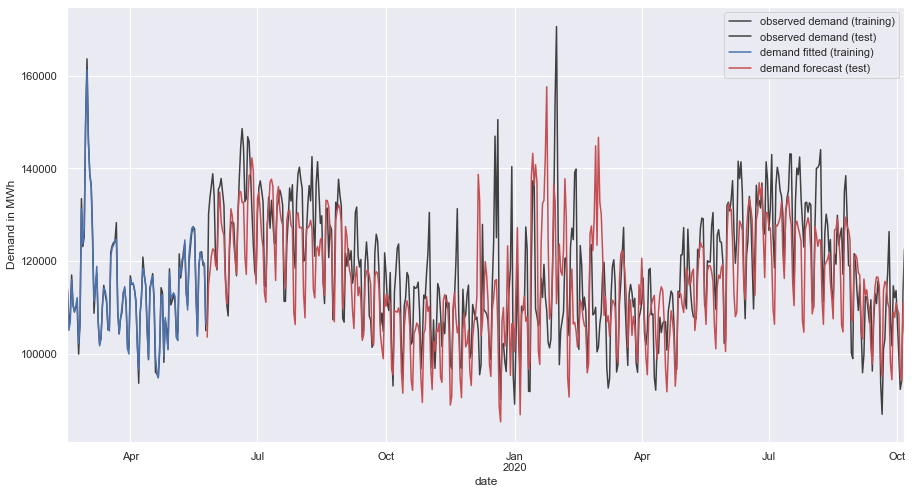 observed demand (training)
observed demand (test)
demand fitted (training)
demand forecast (test)
Demand in MWh
160000
140000
120000
100000
Apr Jul Oct Jan Apr Jul Oct
2020
date